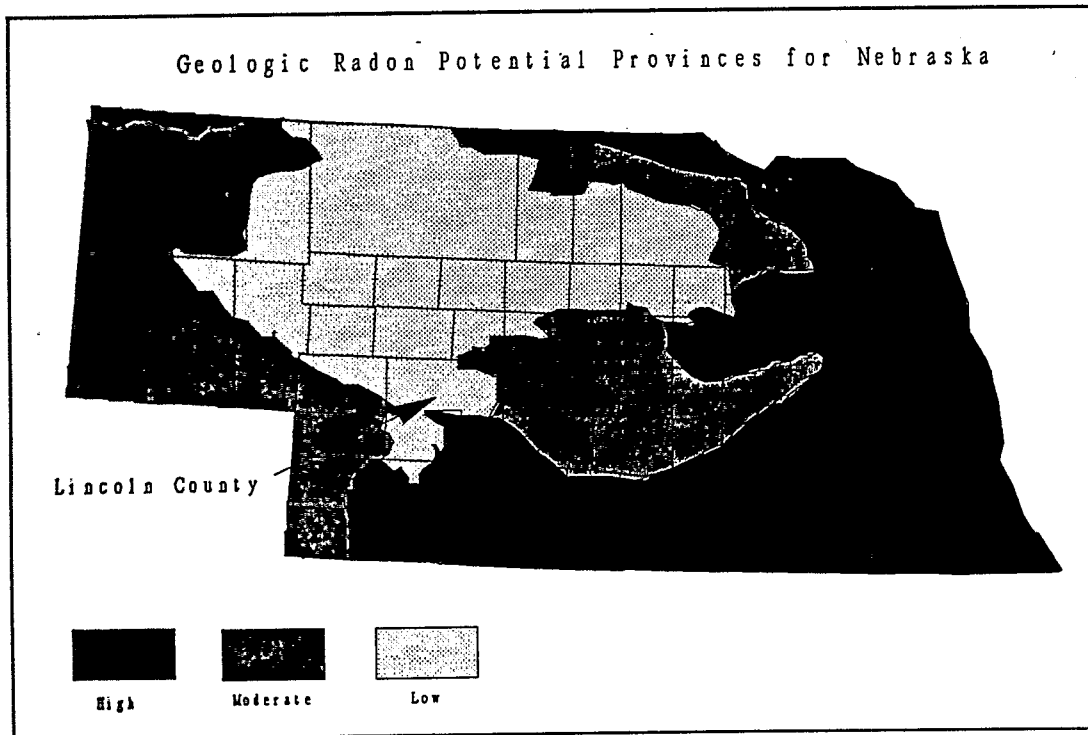 Geologic Radon Potential Provinces for Nebraska
Lincoln County
High
Moderate
Low